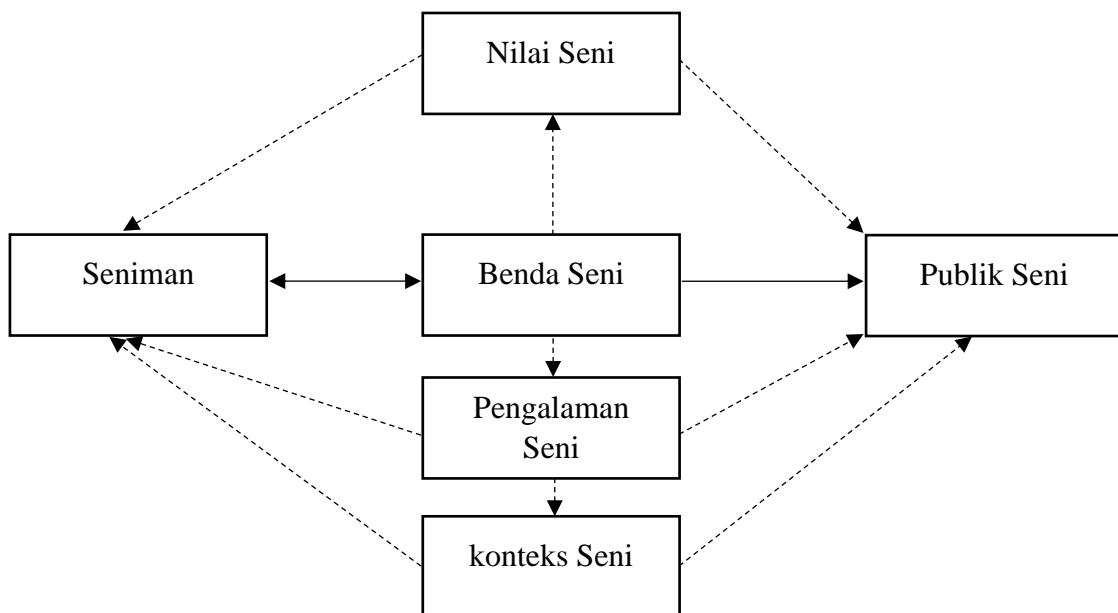 Nilai Seni
Seniman
Benda Seni
Publik Seni
Pengalaman
Seni
konteks Seni